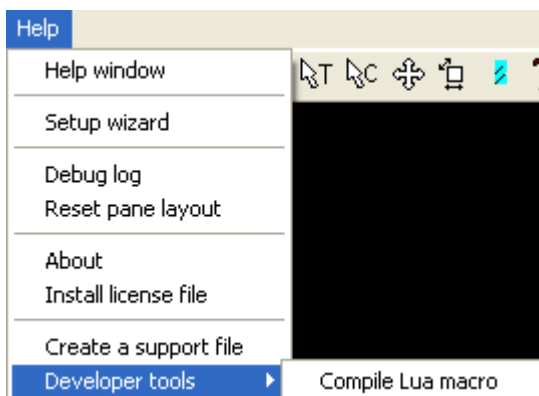 Help
Help window
T C
Setup wizard
Debug log
Reset pane layout
About
Install license file
Create a support file
Developer tools
Compile Lua macro